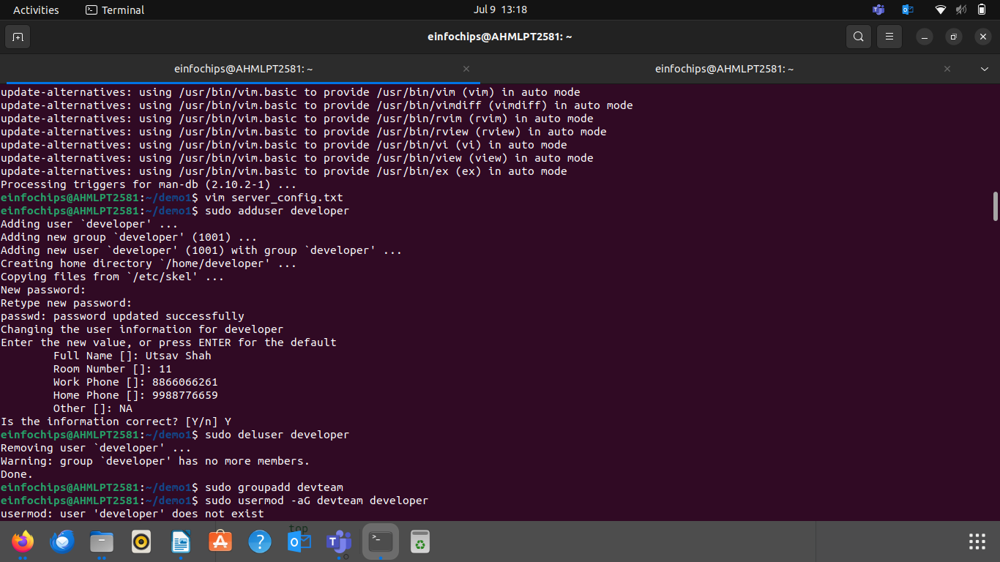 Activities
Terminal
Jul 9 13:18
einfochips@AHMLPT2581: ~
einfochips@AHMLPT2581: ~
einfochips@AHMLPT2581: ~
update-alternatives: using /usr/bin/vim.basic to provide /usr/bin/vim (vim) in auto mode
update-alternatives: using /usr/bin/vim.basic to provide /usr/bin/vimdiff (vimdiff) in auto mode
update-alternatives: using /usr/bin/vim.basic to provide /usr/bin/rvim (rvim) in auto mode
update-alternatives: using /usr/bin/vim.basic to provide /usr/bin/rview (rview) in auto mode
update-alternatives: using /usr/bin/vim.basic to provide /usr/bin/vi (vi) in auto mode
update-alternatives: using /usr/bin/vim.basic to provide /usr/bin/view (view) in auto mode
update-alternatives: using /usr/bin/vim.basic to provide /usr/bin/ex (ex) in auto mode
Processing triggers for man-db (2.10.2-1) ...
einfochips@AHMLPT2581:~/demo1$ vim server_config.txt
einfochips@AHMLPT2581:~/demo1$ sudo adduser developer
Adding user `developer' ...
Adding new group `developer' (1001) ...
Adding new user `developer' (1001) with group `developer' ...
Creating home directory `/home/developer' ...
Copying files from `/etc/skel' ...
New password:
Retype new password:
passwd: password updated successfully
Changing the user information for developer
Enter the new value, or press ENTER for the default
Full Name []: Utsav Shah
Room Number []: 11
Work Phone []: 8866066261
Home Phone []: 9988776659
Other []: NA
Is the information correct? [Y/n] Y
einfochips@AHMLPT2581:~/demo1$ sudo deluser developer
Removing user `developer' ...
Warning: group `developer' has no more members.
Done.
einfochips@AHMLPT2581:~/demo1$ sudo groupadd devteam
einfochips@AHMLPT2581:~/demo1$ sudo usermod -aG devteam developer
usermod: user 'developer' does not exist
top